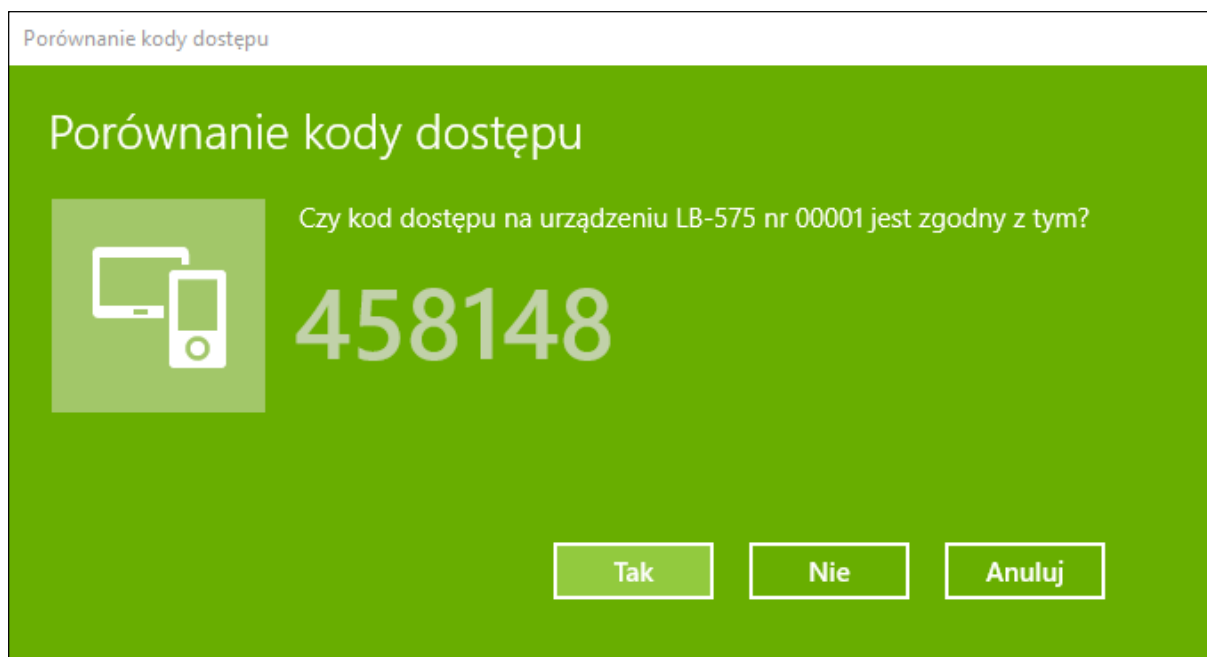 Porównanie kody dostępu
Porównanie kody dostępu
Czy kod dostępu na urządzeniu LB-575 nr 00001 jest zgodny z tym?
458148
Tak Nie Anuluj